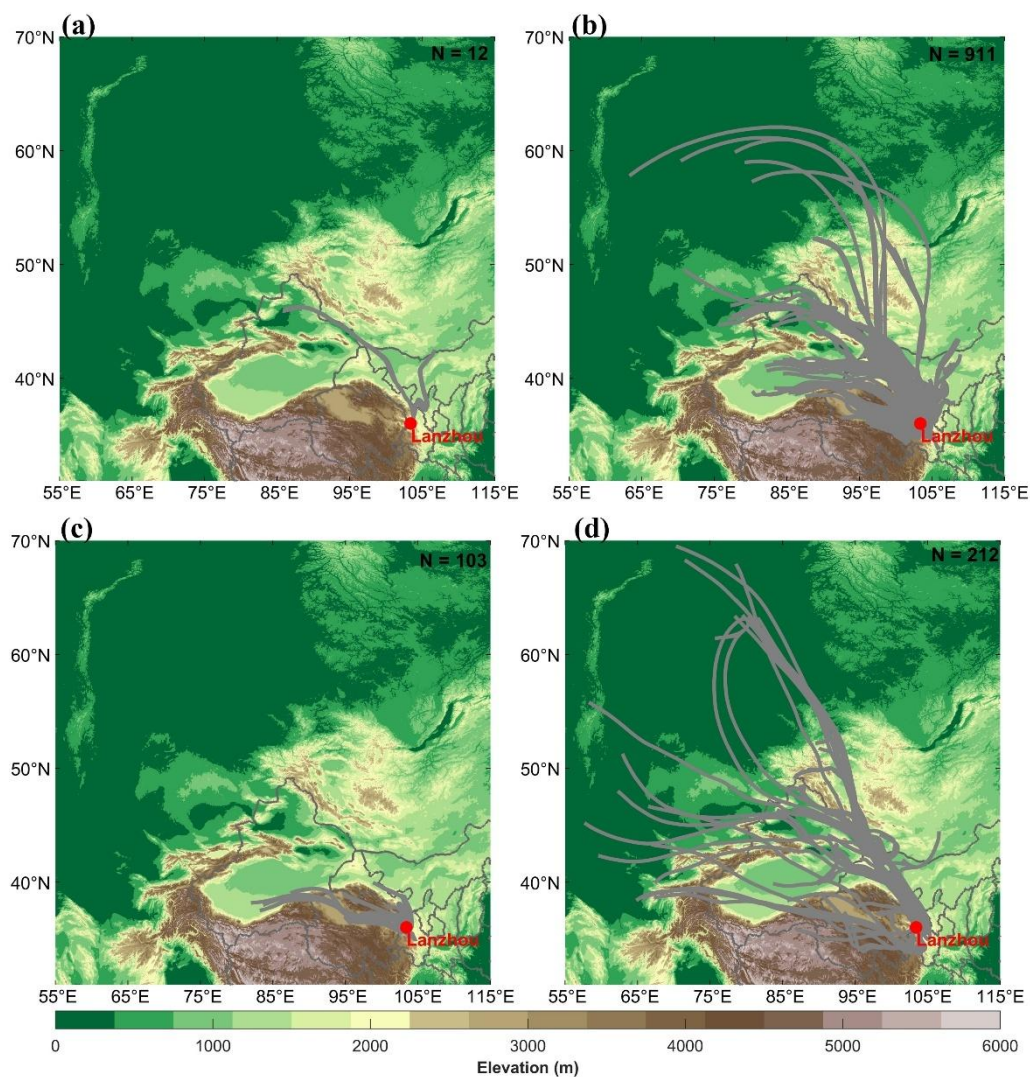 (a)
N = 12
70°N
60°N
50°N
40°N
Lanzhou
55°E 65°E 75°E 85°E 95°E 105°E 115°E
(b)
N = 911
70°N
60°N
50°N
40°N
Lanzhou
55°E 65°E 75°E 85°E 95°E 105°E 115°E
(c)
N = 103
70°N
60°N
50°N
40°N
Lanzhou
55°E 65°E 75°E 85°E 95°E 105°E 115°E
(d)
N = 212
70°N
60°N
50°N
40°N
Lanzhou
55°E 65°E 75°E 85°E 95°E 105°E 115°E
0 1000 2000 3000 4000 5000 6000
Elevation (m)